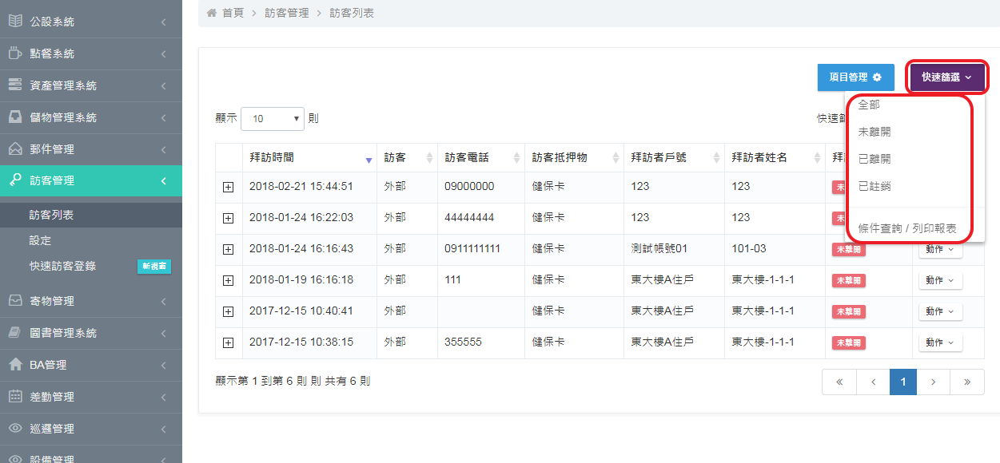 公設系統
點餐系統
資產管理系統
儲物管理系統
郵件管理
訪客管理
訪客列表
設定
快速訪客登錄 新視窗
寄物管理
圖書管理系統
BA管理
差勤管理
巡邏管理
設備管理
首頁 > 訪客管理 > 訪客列表
項目管理 快速篩選
全部
未離開
已離開
已註銷
條件查詢 / 列印報表
顯示 10 則 快速篩
拜訪時間 訪客 訪客電話 訪客抵押物 拜訪者戶號 拜訪者姓名 拜
2018-02-21 15:44:51 外部 09000000 健保卡 123 123 未
2018-01-24 16:22:03 外部 44444444 健保卡 123 123 未
2018-01-24 16:16:43 外部 0911111111 健保卡 測試帳號01 101-03 未離開 動作
2018-01-19 16:16:18 外部 111 健保卡 東大樓A住戶 東大樓-1-1-1 未離開 動作
2017-12-15 10:40:41 外部 健保卡 東大樓A住戶 東大樓-1-1-1 未離開 動作
2017-12-15 10:38:15 外部 355555 健保卡 東大樓A住戶 東大樓-1-1-1 未離開 動作
顯示第 1 到第 6 則 則 共有 6 則
« ‹ 1 › »